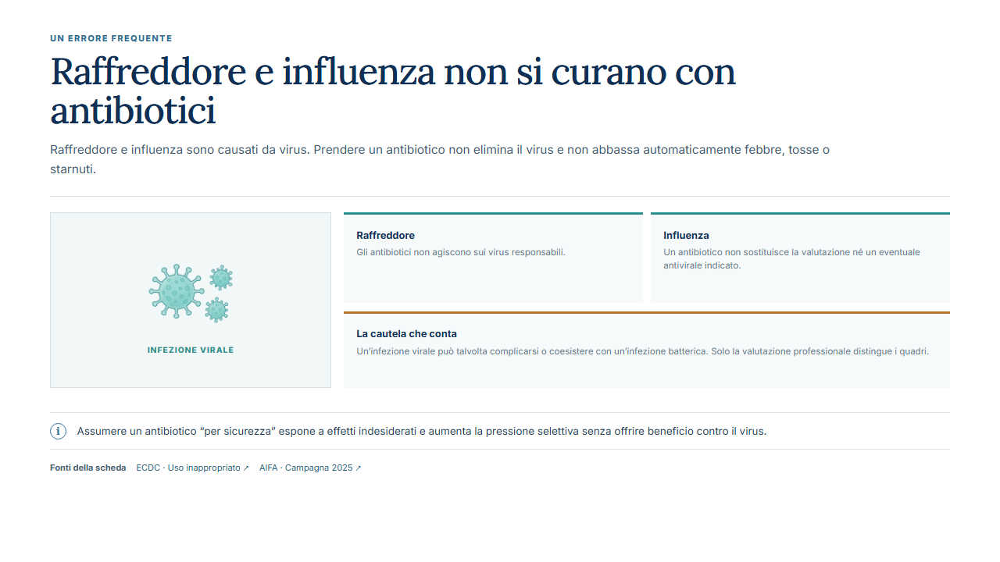 UN ERRORE FREQUENTE
Raffreddore e influenza non si curano con
antibiotici
Raffreddore e influenza sono causati da virus. Prendere un antibiotico non elimina il virus e non abbassa automaticamente febbre, tosse o
starnuti.
INFEZIONE VIRALE
Raffreddore
Gli antibiotici non agiscono sui virus responsabili.
Influenza
Un antibiotico non sostituisce la valutazione né un eventuale
antivirale indicato.
La cautela che conta
Un’infezione virale può talvolta complicarsi o coesistere con un’infezione batterica. Solo la valutazione professionale distingue i quadri.
i Assumere un antibiotico “per sicurezza” espone a effetti indesiderati e aumenta la pressione selettiva senza offrire beneficio contro il virus.
Fonti della scheda ECDC · Uso inappropriato ↗ AIFA · Campagna 2025 ↗